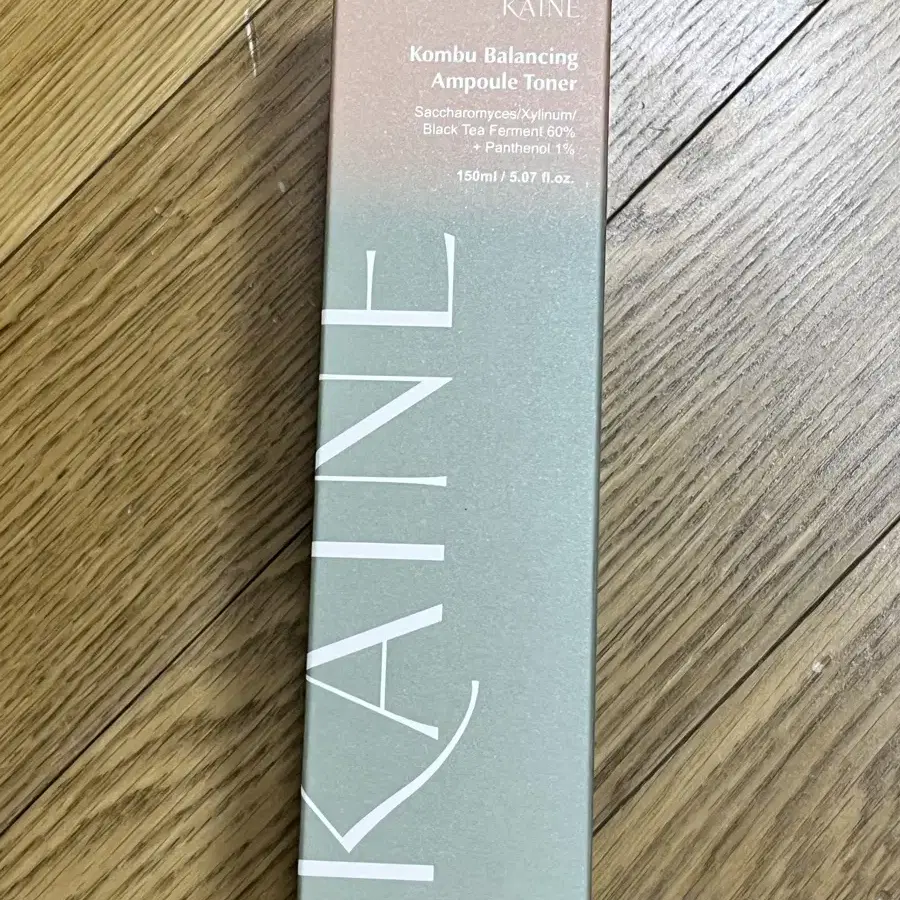 KAINE
Kombu Balancing
Ampoule Toner
Saccharomyces/Xylinum/
Black Tea Ferment 60%
+ Panthenol 1%
150ml / 5.07 fl.oz.
KAINE